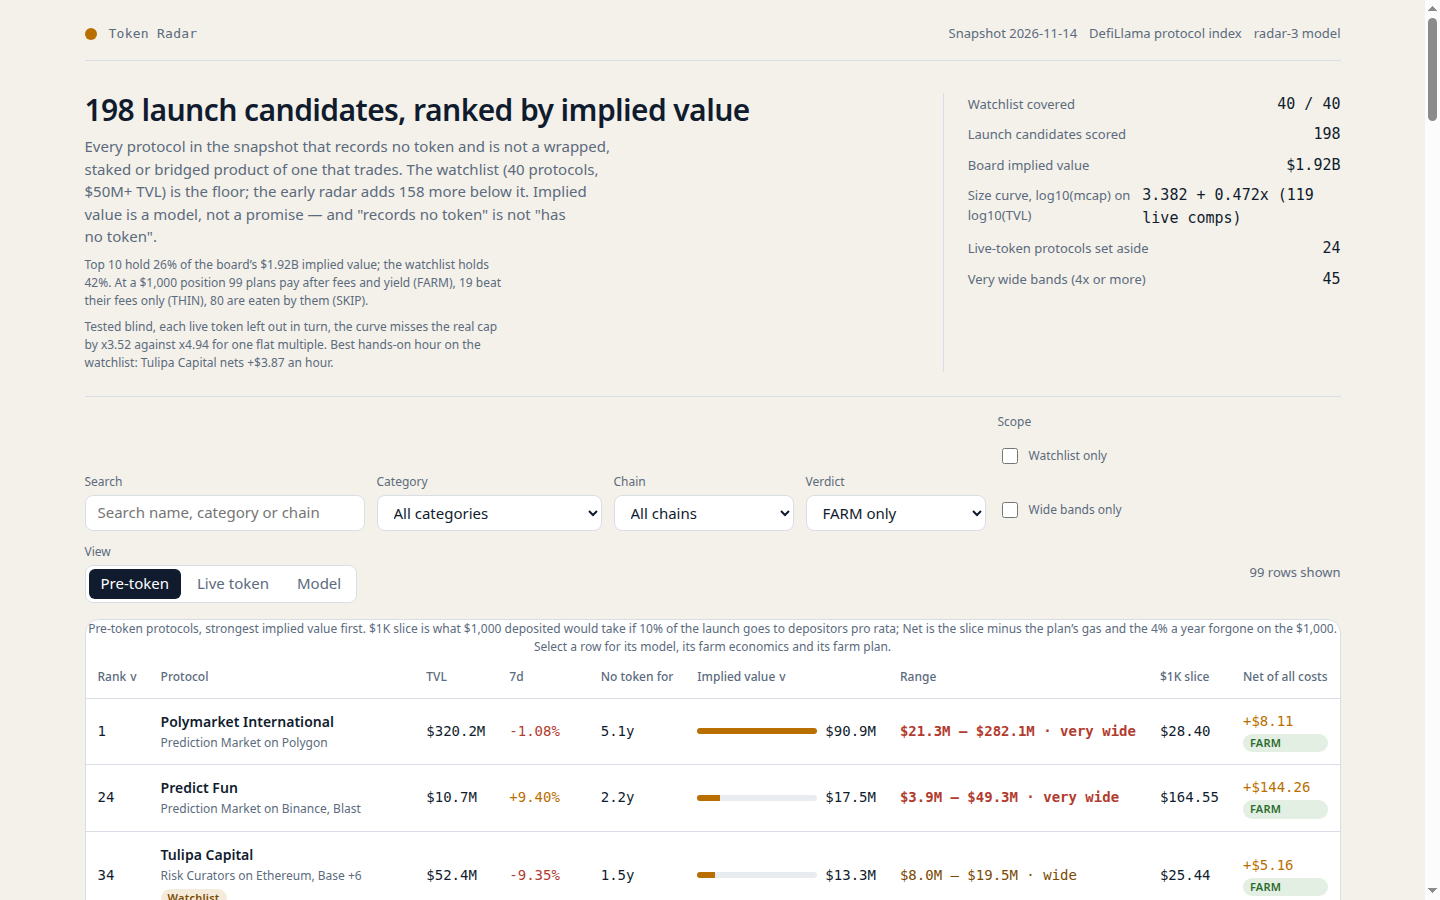 Token Radar
Snapshot 2026-11-14 DefiLlama protocol index radar-3 model
198 launch candidates, ranked by implied value
Every protocol in the snapshot that records no token and is not a wrapped,
staked or bridged product of one that trades. The watchlist (40 protocols,
$50M+ TVL) is the floor; the early radar adds 158 more below it. Implied
value is a model, not a promise — and "records no token" is not "has
no token".
Top 10 hold 26% of the board's $1.92B implied value; the watchlist holds
42%. At a $1,000 position 99 plans pay after fees and yield (FARM), 19 beat
their fees only (THIN), 80 are eaten by them (SKIP).
Tested blind, each live token left out in turn, the curve misses the real cap
by x3.52 against x4.94 for one flat multiple. Best hands-on hour on the
watchlist: Tulipa Capital nets +$3.87 an hour.
Watchlist covered 40 / 40
Launch candidates scored 198
Board implied value $1.92B
Size curve, log10(mcap) on log10(TVL) 3.382 + 0.472x (119 live comps)
Live-token protocols set aside 24
Very wide bands (4x or more) 45
Scope
Watchlist only
Wide bands only
Search
Search name, category or chain
Category
All categories
Chain
All chains
Verdict
FARM only
View
Pre-token Live token Model
99 rows shown
Pre-token protocols, strongest implied value first. $1K slice is what $1,000 deposited would take if 10% of the launch goes to depositors pro rata; Net is the slice minus the plan's gas and the 4% a year forgone on the $1,000.
Select a row for its model, its farm economics and its farm plan.
Rank v Protocol TVL 7d No token for Implied value v Range $1K slice Net of all costs
1 Polymarket International $320.2M -1.08% 5.1y $90.9M $21.3M — $282.1M · very wide $28.40 +$8.11
Prediction Market on Polygon FARM
24 Predict Fun $10.7M +9.40% 2.2y $17.5M $3.9M — $49.3M · very wide $164.55 +$144.26
Prediction Market on Binance, Blast FARM
34 Tulipa Capital $52.4M -9.35% 1.5y $13.3M $8.0M — $19.5M · wide $25.44 +$5.16
Risk Curators on Ethereum, Base +6 FARM
Watchlist